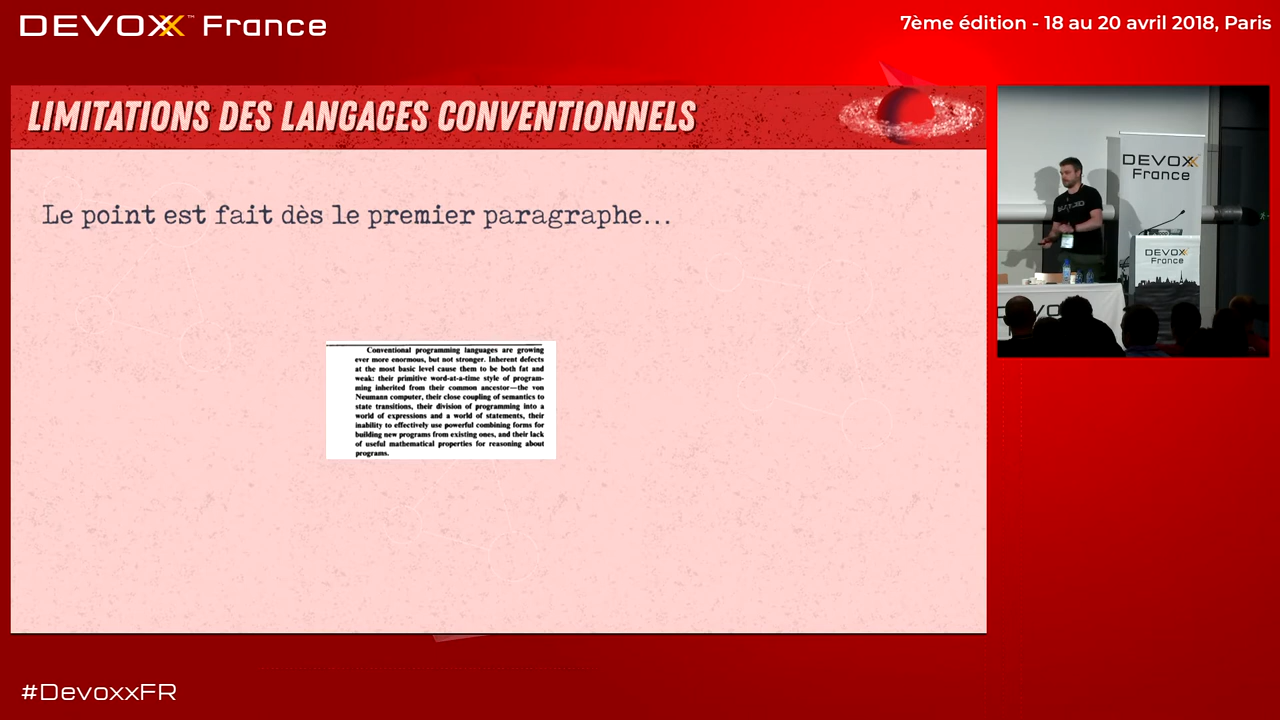 DEVOXX™ France
7ème édition - 18 au 20 avril 2018, Paris
LIMITATIONS DES LANGAGES CONVENTIONNELS
Le point est fait dès le premier paragraphe...
Conventional programming languages are growing
ever more enormous, but not stronger. Inherent defects
at the most basic level cause them to be both fat and
weak: their primitive word-at-a-time style of program-
ming inherited from their common ancestor—the von
Neumann computer, their close coupling of semantics to
state transitions, their division of programming into a
world of expressions and a world of statements, their
inability to effectively use powerful combining forms for
building new programs from existing ones, and their lack
of useful mathematical properties for reasoning about
programs.
DEVOXX
France
DEVOXX
France
#DevoxxFR